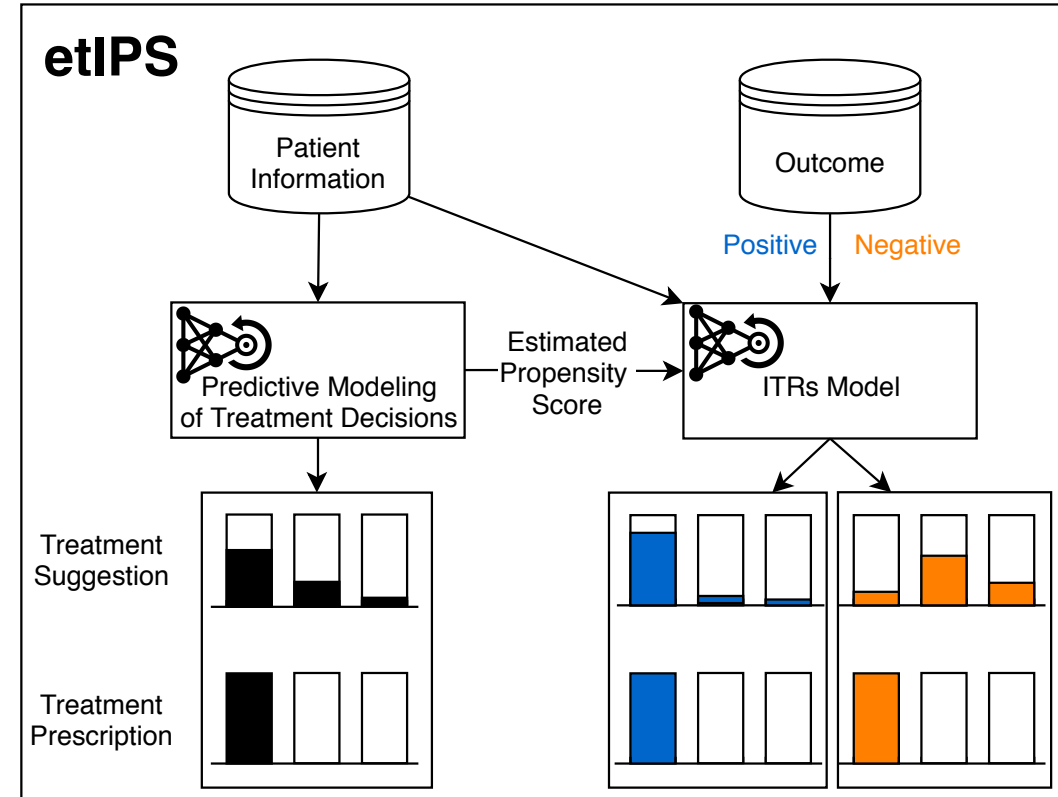 etIPS
Patient
Information
Outcome
Positive
Negative
Predictive Modeling
of Treatment Decisions
Estimated
Propensity
Score
ITRs Model
Treatment
Suggestion
Treatment
Prescription